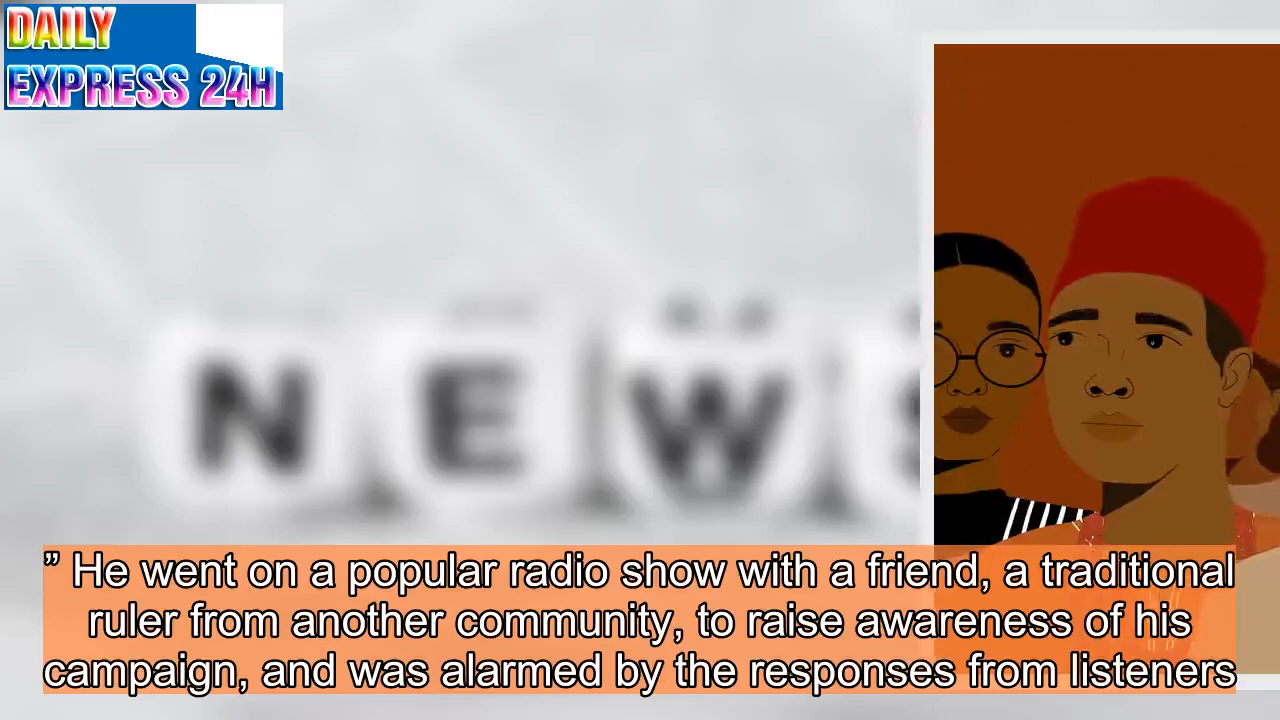 DAILY
EXPRESS 24H
NEWS
” He went on a popular radio show with a friend, a traditional
ruler from another community, to raise awareness of his
campaign, and was alarmed by the responses from listeners